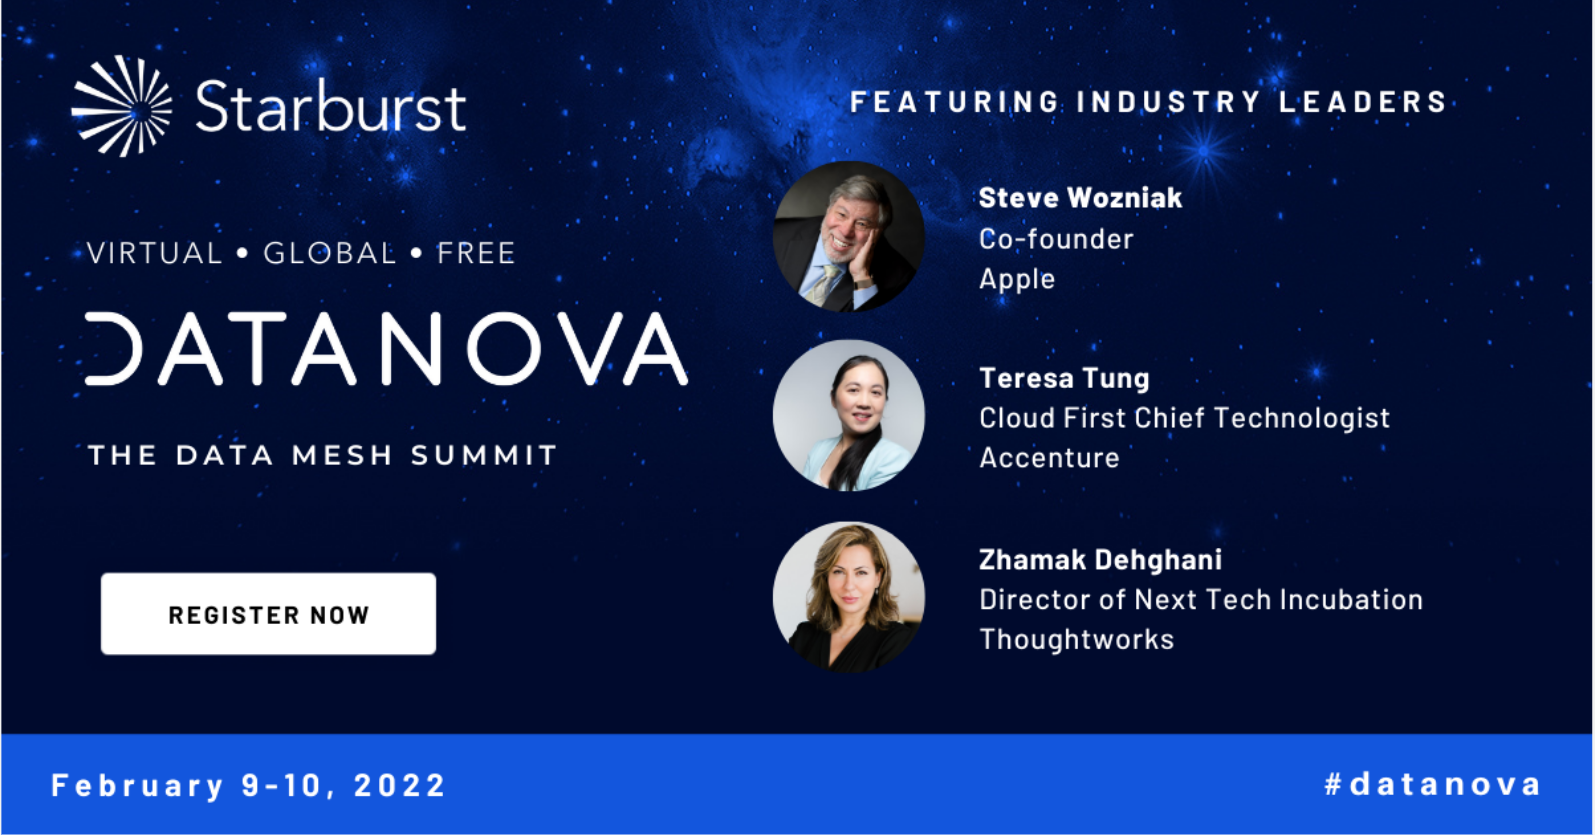 Starburst
VIRTUAL • GLOBAL • FREE
DATANOVA
THE DATA MESH SUMMIT
REGISTER NOW
FEATURING INDUSTRY LEADERS
Steve Wozniak
Co-founder
Apple
Teresa Tung
Cloud First Chief Technologist
Accenture
Zhamak Dehghani
Director of Next Tech Incubation
Thoughtworks
February 9-10, 2022
#datanova